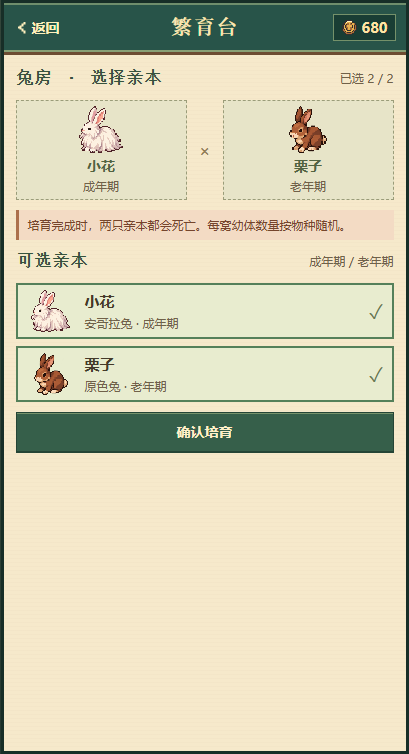 返回
繁育台
680
兔房 · 选择亲本
已选 2 / 2
小花
成年期
×
栗子
老年期
培育完成时，两只亲本都会死亡。每窝幼体数量按物种随机。
可选亲本
成年期 / 老年期
小花
安哥拉兔 · 成年期
✓
栗子
原色兔 · 老年期
✓
确认培育